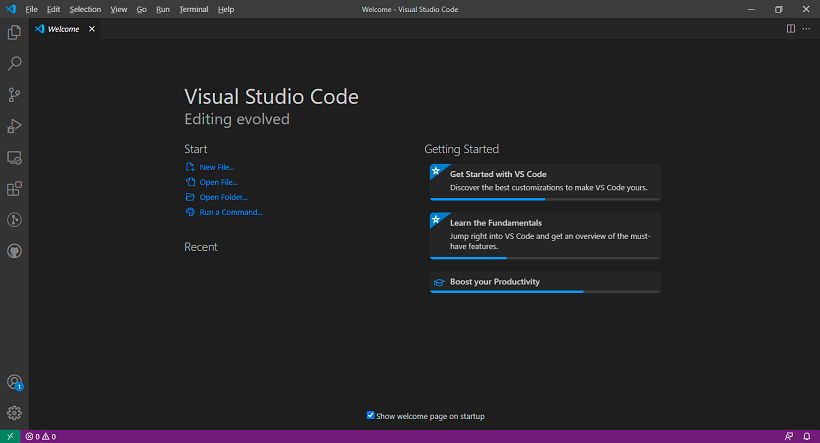 File Edit Selection View Go Run Terminal Help Welcome - Visual Studio Code
Welcome
Visual Studio Code
Editing evolved
Start
New File...
Open File...
Open Folder...
Run a Command...
Recent
Getting Started
Get Started with VS Code
Discover the best customizations to make VS Code yours.
Learn the Fundamentals
Jump right into VS Code and get an overview of the must-
have features.
Boost your Productivity
1
Show welcome page on startup
0 0